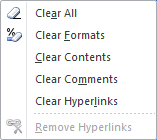 Clear All
Clear Formats
Clear Contents
Clear Comments
Clear Hyperlinks
Remove Hyperlinks